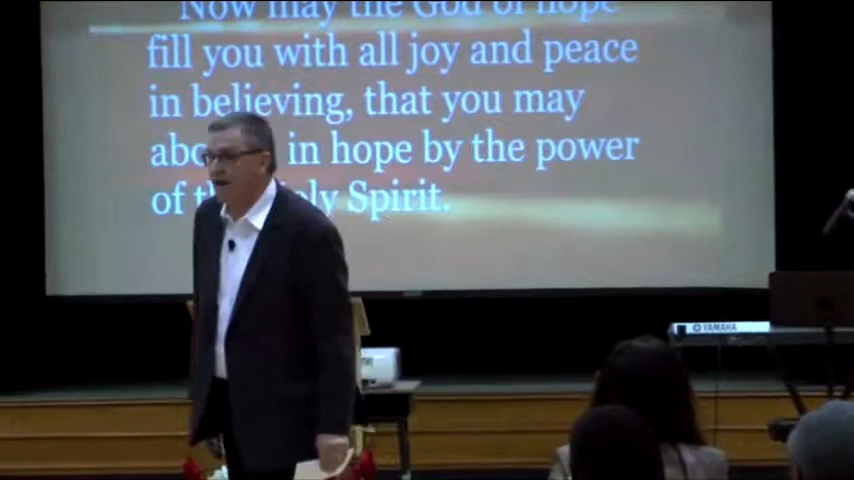 Now may the God of hope
fill you with all joy and peace
in believing, that you may
in hope by the power
of Spirit.
YAMAHA